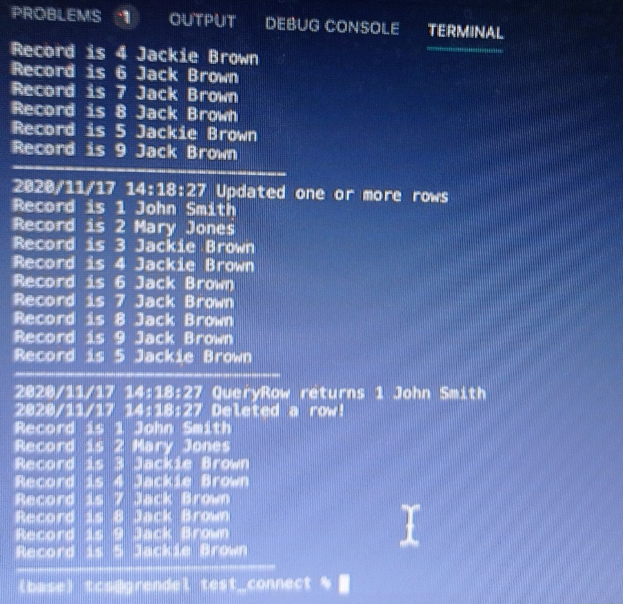 PROBLEMS 1 OUTPUT DEBUG CONSOLE TERMINAL
Record is 4 Jackie Brown
Record is 6 Jack Brown
Record is 7 Jack Brown
Record is 8 Jack Brown
Record is 5 Jackie Brown
Record is 9 Jack Brown
2020/11/17 14:18:27 Updated one or more rows
Record is 1 John Smith
Record is 2 Mary Jones
Record is 3 Jackie Brown
Record is 4 Jackie Brown
Record is 6 Jack Brown
Record is 7 Jack Brown
Record is 8 Jack Brown
Record is 9 Jack Brown
Record is 5 Jackie Brown
2020/11/17 14:18:27 QueryRow returns 1 John Smith
2020/11/17 14:18:27 Deleted a row!
Record is 1 John Smith
Record is 2 Mary Jones
Record is 3 Jackie Brown
Record is 4 Jackie Brown
Record is 7 Jack Brown
Record is 8 Jack Brown
Record is 9 Jack Brown
Record is 5 Jackie Brown
(base) tcs@grendel test_connect %